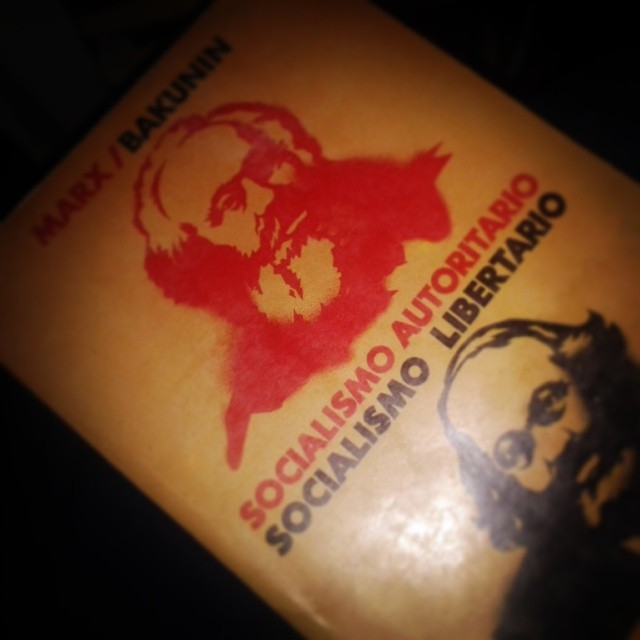 MARX / BAKUNIN
SOCIALISMO AUTORITARIO
SOCIALISMO LIBERTARIO